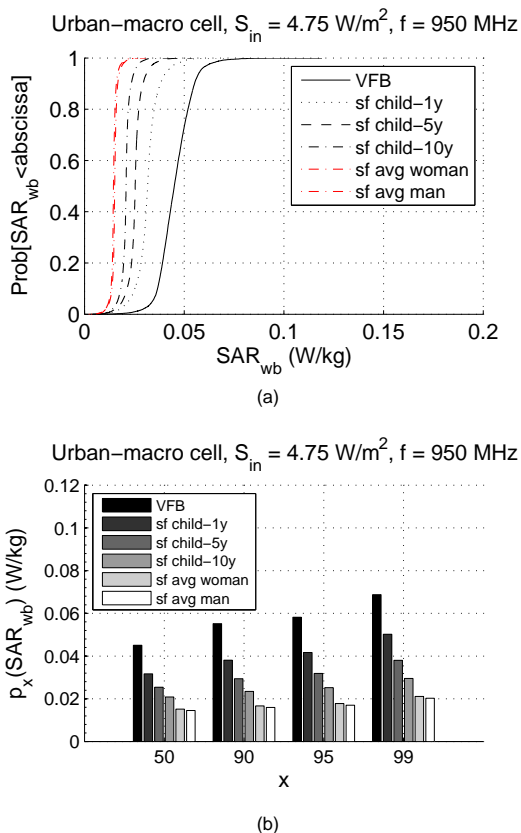 Urban−macro cell, S_in = 4.75 W/m², f = 950 MHz
Prob[SAR_wb<abscissa]
1
0.8
0.6
0.4
0.2
0
VFB
sf child−1y
sf child−5y
sf child−10y
sf avg woman
sf avg man
0 0.05 0.1 0.15 0.2
SAR_wb (W/kg)
(a)
Urban−macro cell, S_in = 4.75 W/m², f = 950 MHz
p_x(SAR_wb) (W/kg)
0.12
0.1
0.08
0.06
0.04
0.02
0
VFB
sf child−1y
sf child−5y
sf child−10y
sf avg woman
sf avg man
50 90 95 99
x
(b)